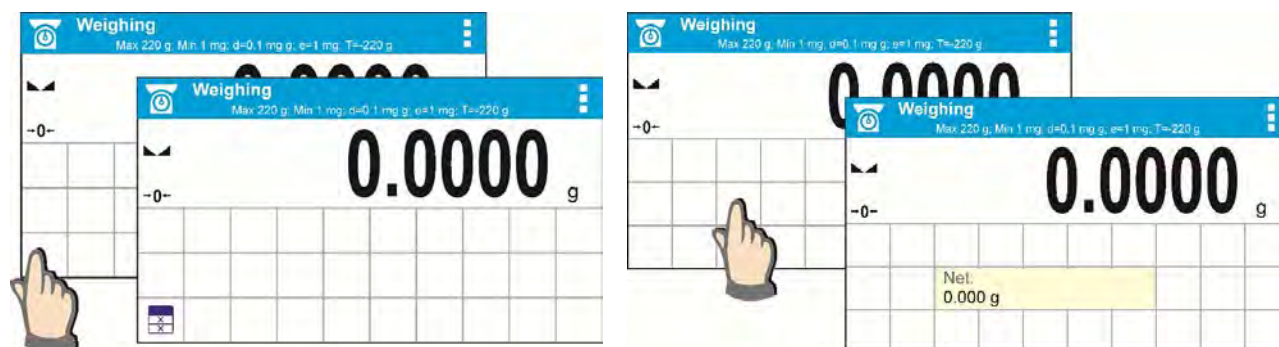 Weighing
Max 220 g; Min 1 mg; d=0.1 mg g; e=1 mg; T=-220 g
0.0000
→0←
Weighing
Max 220 g; Min 1 mg; d=0.1 mg g; e=1 mg; T=-220 g
0.0000
g
→0←
Weighing
Max 220 g; Min 1 mg; d=0.1 mg g; e=1 mg; T=-220 g
0.0000
→0←
Weighing
Max 220 g; Min 1 mg; d=0.1 mg g; e=1 mg; T=-220 g
0.0000
g
→0←
Net:
0.000 g